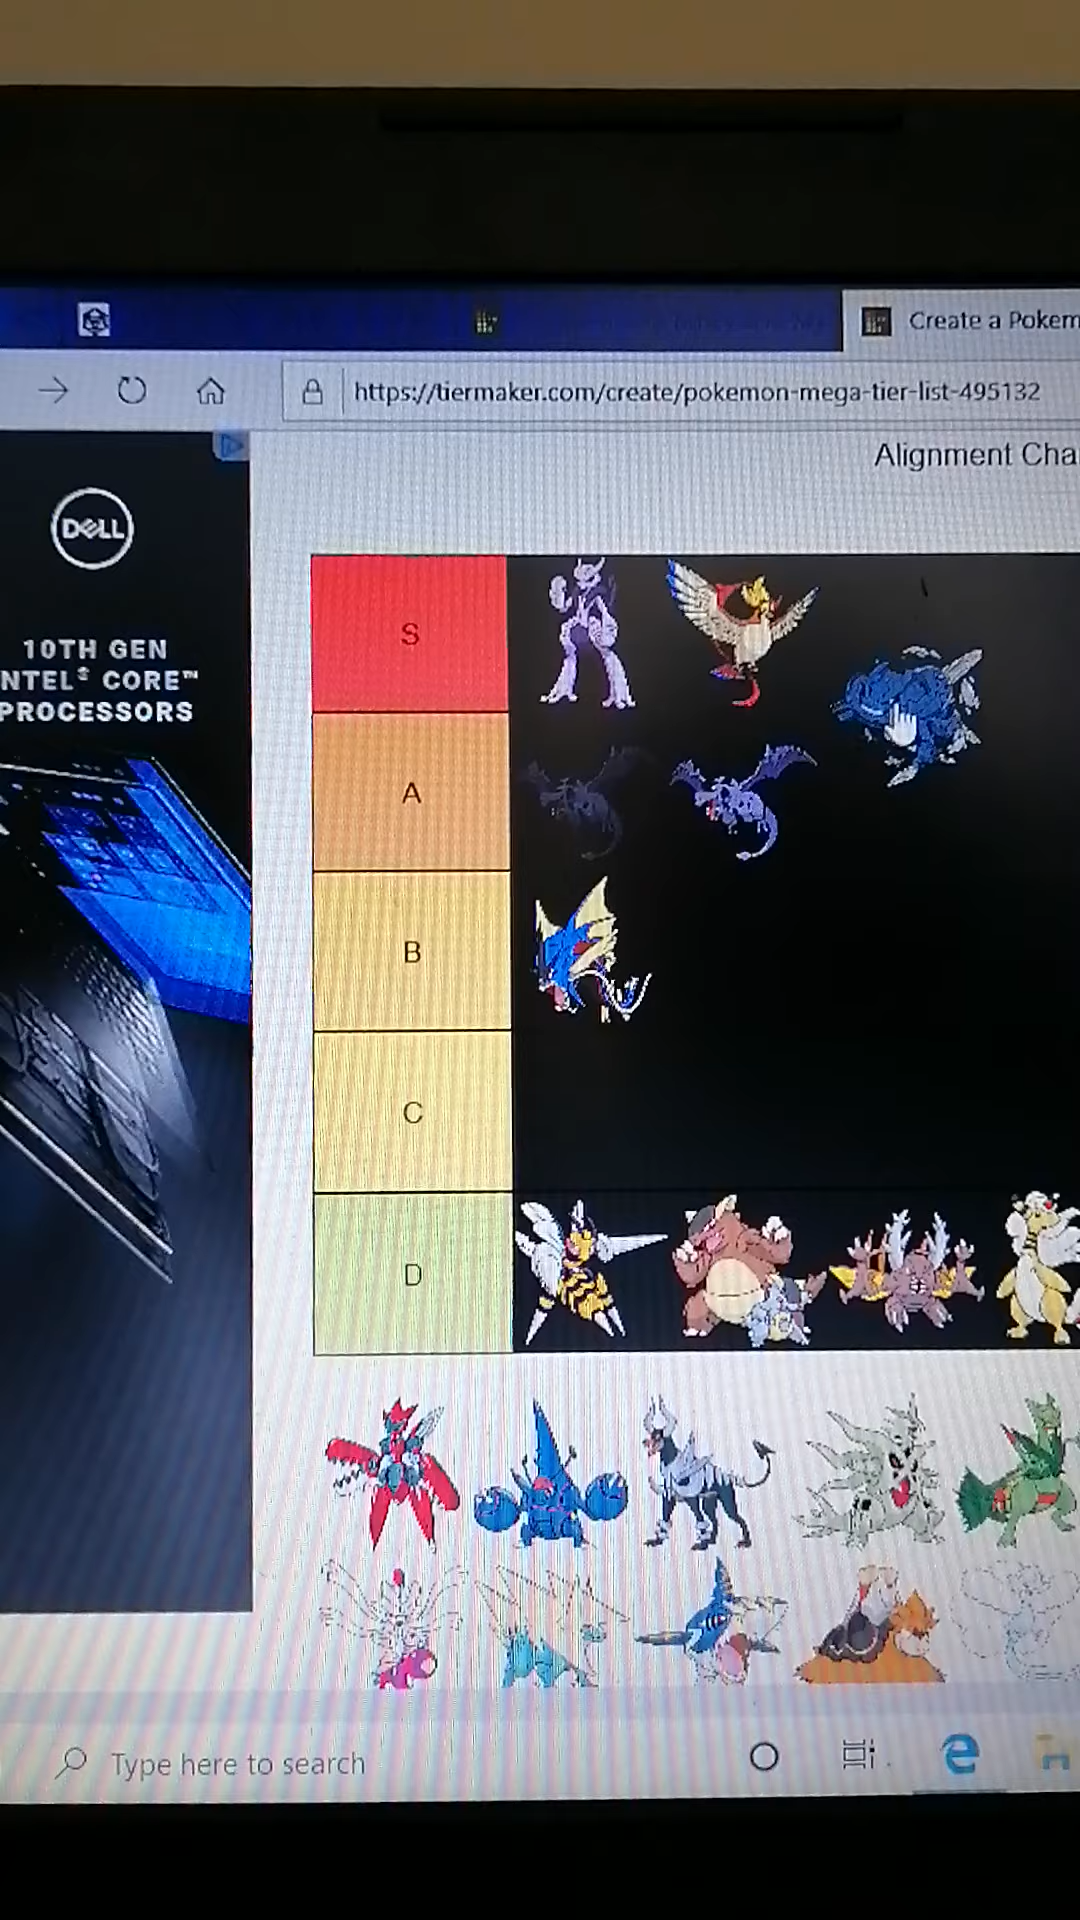 Create a Pokem
https://tiermaker.com/create/pokemon-mega-tier-list-495132
Alignment Cha
DELL
10TH GEN
NTEL® CORE™
PROCESSORS
S
A
B
C
D
Type here to search